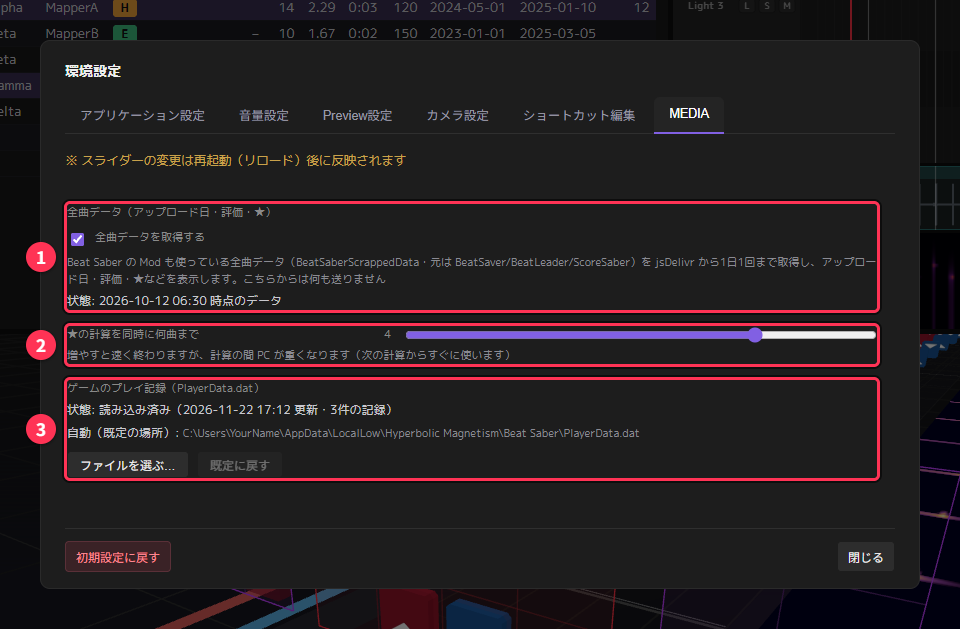 pha MapperA H 14 2.29 0:03 120 2024-05-01 2025-01-10 12
Light 3 L S M
eta MapperB E – 10 1.67 0:02 150 2023-01-01 2025-03-05
eta
amma
elta
環境設定
アプリケーション設定 音量設定 Preview設定 カメラ設定 ショートカット編集 MEDIA
※ スライダーの変更は再起動（リロード）後に反映されます
1
全曲データ（アップロード日・評価・★）
全曲データを取得する
Beat Saber の Mod も使っている全曲データ（BeatSaberScrappedData・元は BeatSaver/BeatLeader/ScoreSaber）を jsDelivr から1日1回まで取得し、アップロー
ド日・評価・★などを表示します。こちらからは何も送りません
状態: 2026-10-12 06:30 時点のデータ
2
★の計算を同時に何曲まで 4
増やすと速く終わりますが、計算の間 PC が重くなります（次の計算からすぐに使います）
3
ゲームのプレイ記録（PlayerData.dat）
状態: 読み込み済み（2026-11-22 17:12 更新・3件の記録）
自動（既定の場所）: C:\Users\YourName\AppData\LocalLow\Hyperbolic Magnetism\Beat Saber\PlayerData.dat
ファイルを選ぶ... 既定に戻す
初期設定に戻す 閉じる